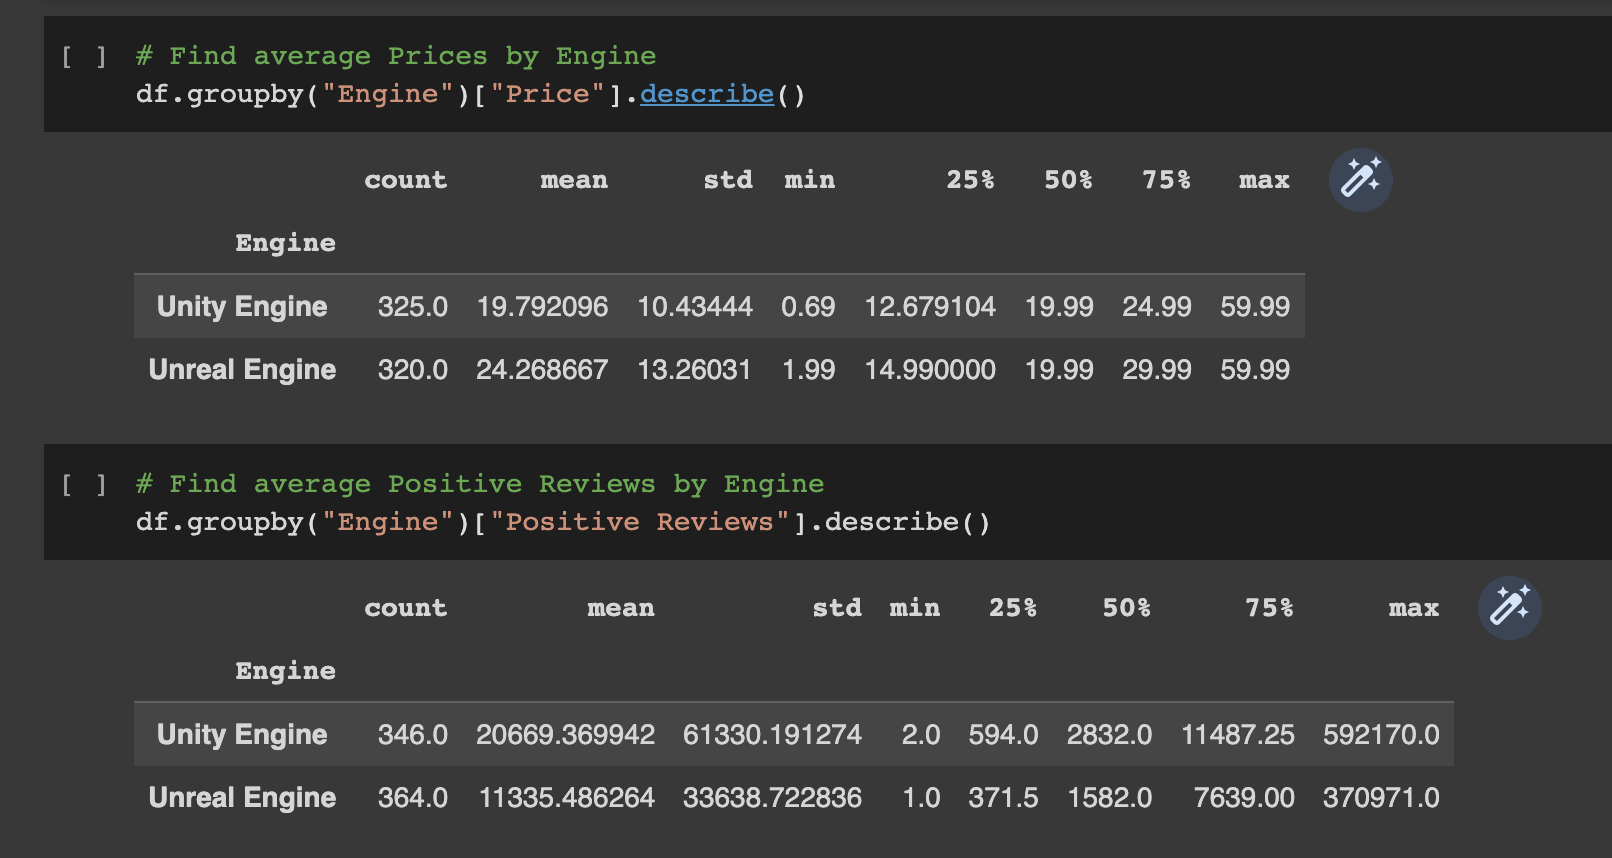 [ ] # Find average Prices by Engine
df.groupby("Engine")["Price"].describe()
count mean std min 25% 50% 75% max
Engine
Unity Engine 325.0 19.792096 10.43444 0.69 12.679104 19.99 24.99 59.99
Unreal Engine 320.0 24.268667 13.26031 1.99 14.990000 19.99 29.99 59.99
[ ] # Find average Positive Reviews by Engine
df.groupby("Engine")["Positive Reviews"].describe()
count mean std min 25% 50% 75% max
Engine
Unity Engine 346.0 20669.369942 61330.191274 2.0 594.0 2832.0 11487.25 592170.0
Unreal Engine 364.0 11335.486264 33638.722836 1.0 371.5 1582.0 7639.00 370971.0